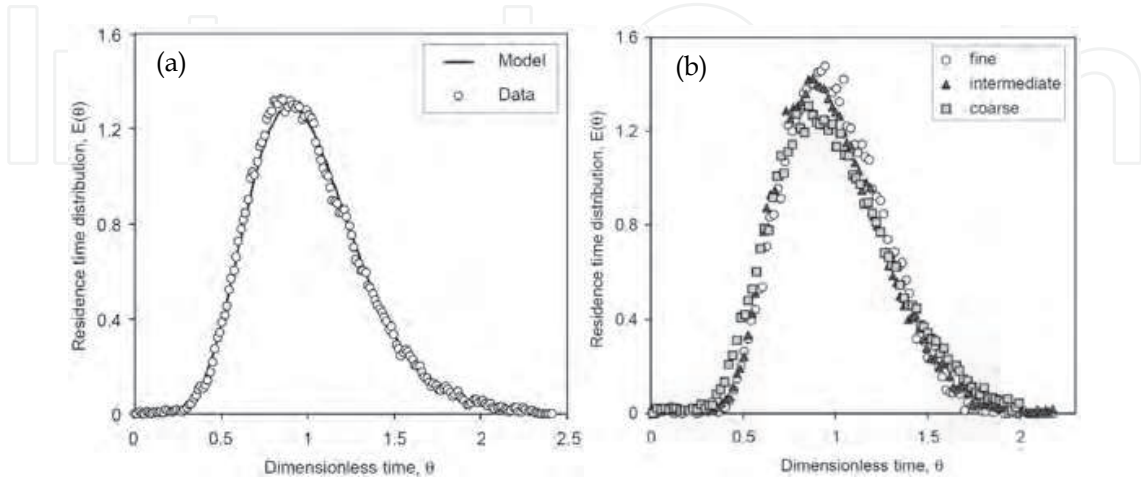 (a)
Model
Data
Residence time distribution, E(θ)
1.6
1.2
0.8
0.4
0
0
0.5
1
1.5
2
2.5
Dimensionless time, θ
(b)
fine
intermediate
coarse
Residence time distribution, E(θ)
1.6
1.2
0.8
0.4
0
0
0.5
1
1.5
2
Dimensionless time, θ